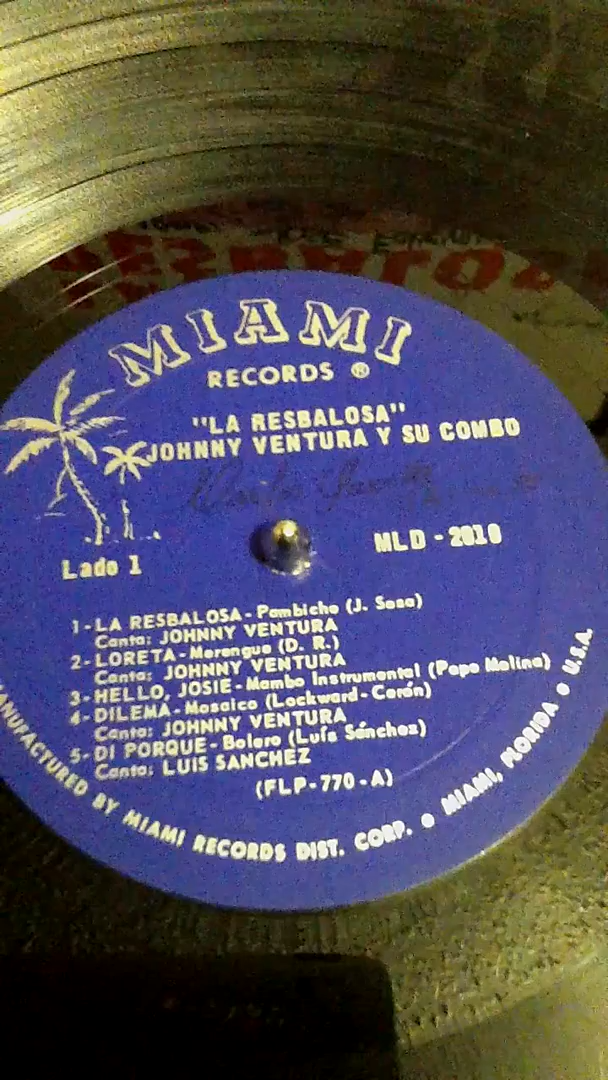 MIAMI
RECORDS ®
"LA RESBALOSA"
JOHNNY VENTURA Y SU COMBO
MLD - 2010
Lado 1
1-LA RESBALOSA-Pambiche (J. Sosa)
Canta: JOHNNY VENTURA
2-LORETA-Merengue (D. R.)
Canta: JOHNNY VENTURA
3-HELLO, JOSIE-Mambo Instrumental (Papo Molina)
4-DILEMA-Mosaico (Lockward-Cerón)
Canta: JOHNNY VENTURA
5-DI PORQUE-Bolero (Luís Sánchez)
Canta: LUIS SANCHEZ
(FLP-770-A)
MANUFACTURED BY MIAMI RECORDS DIST. CORP. • MIAMI, FLORIDA • U.S.A.